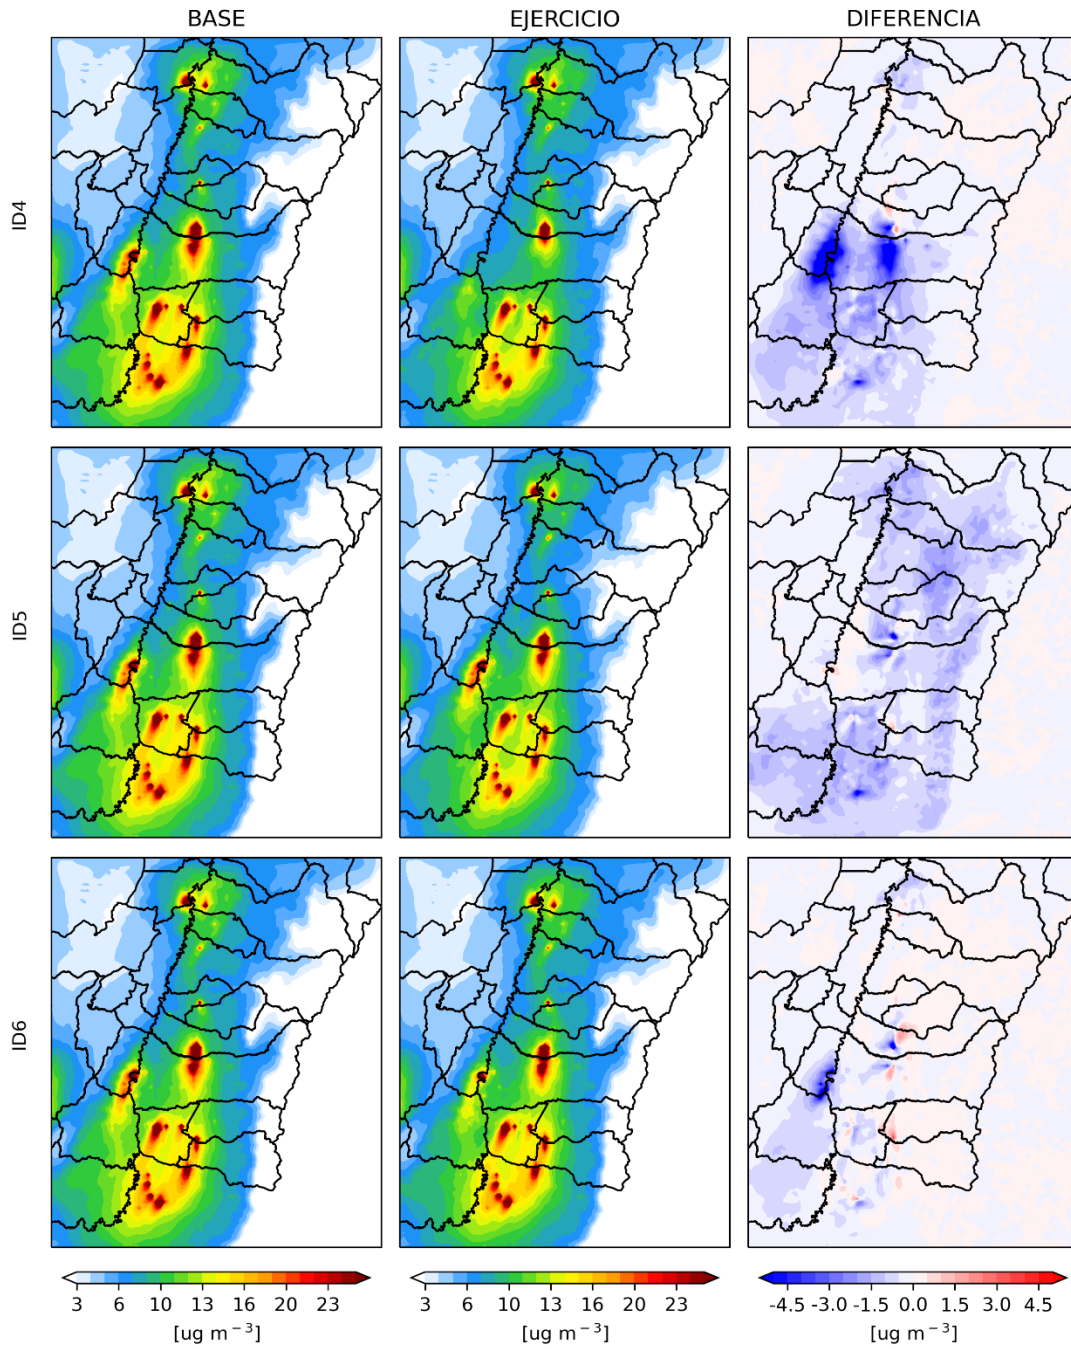 BASE EJERCICIO DIFERENCIA
ID4
ID5
ID6
3 6 10 13 16 20 23 3 6 10 13 16 20 23 -4.5 -3.0 -1.5 0.0 1.5 3.0 4.5
[ug m⁻³] [ug m⁻³] [ug m⁻³]